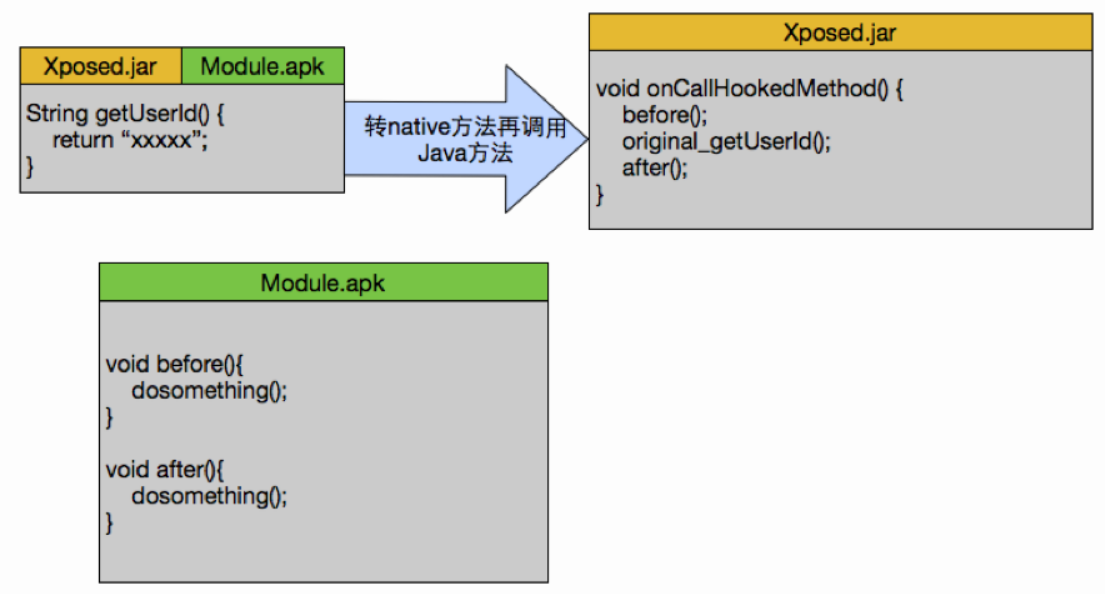 Xposed.jar Module.apk
String getUserId() {
return “xxxxx”;
}
转native方法再调用
Java方法
Xposed.jar
void onCallHookedMethod() {
before();
original_getUserId();
after();
}
Module.apk
void before(){
dosomething();
}
void after(){
dosomething();
}